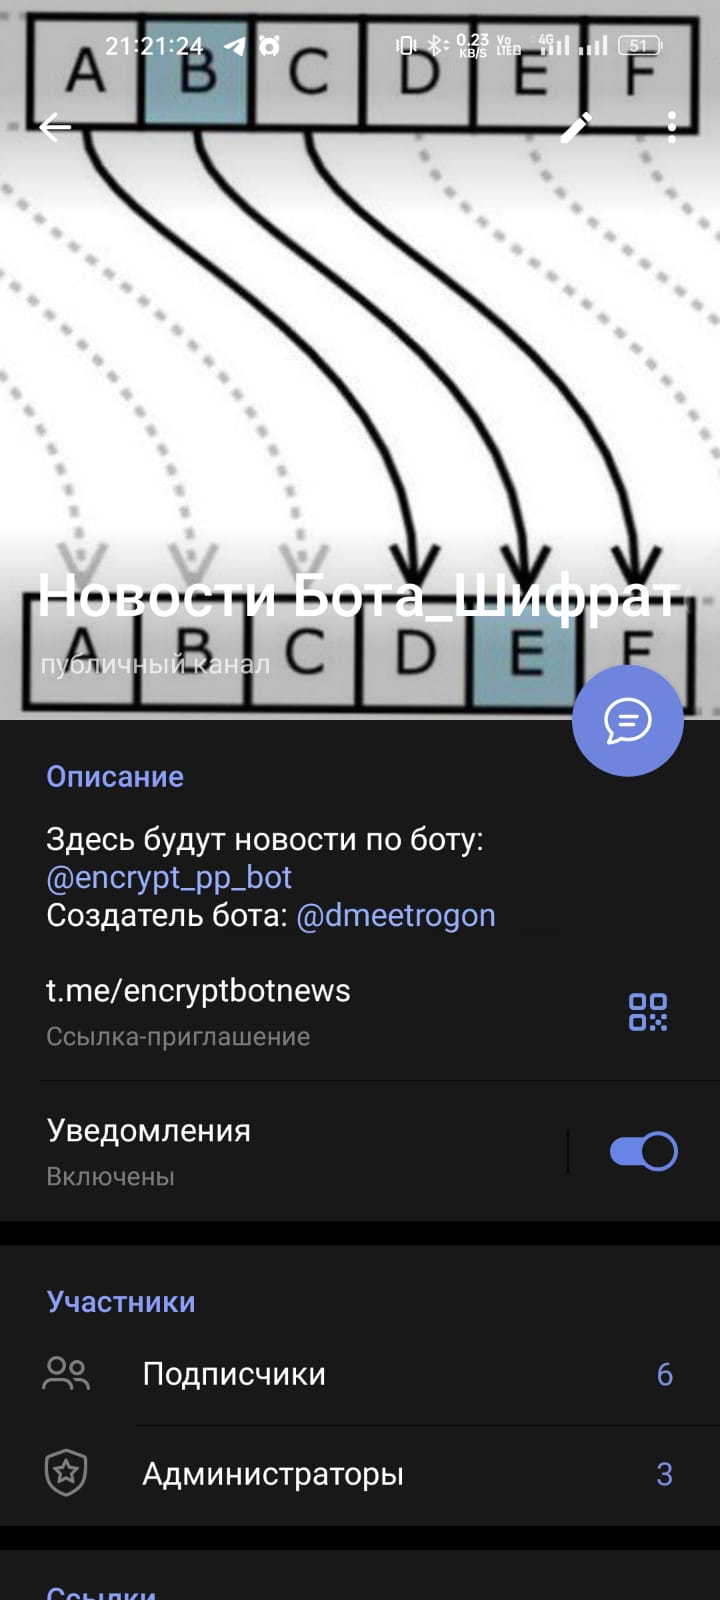 21:21:24 0.23 KB/S Vo LTE 4G 51
A B C D E F
Новости Бота_Шифрат
A B C D E F
публичный канал
Описание
Здесь будут новости по боту:
@encrypt_pp_bot
Создатель бота: @dmeetrogon
t.me/encryptbotnews
Ссылка-приглашение
Уведомления
Включены
Участники
Подписчики 6
Администраторы 3
Ссылки